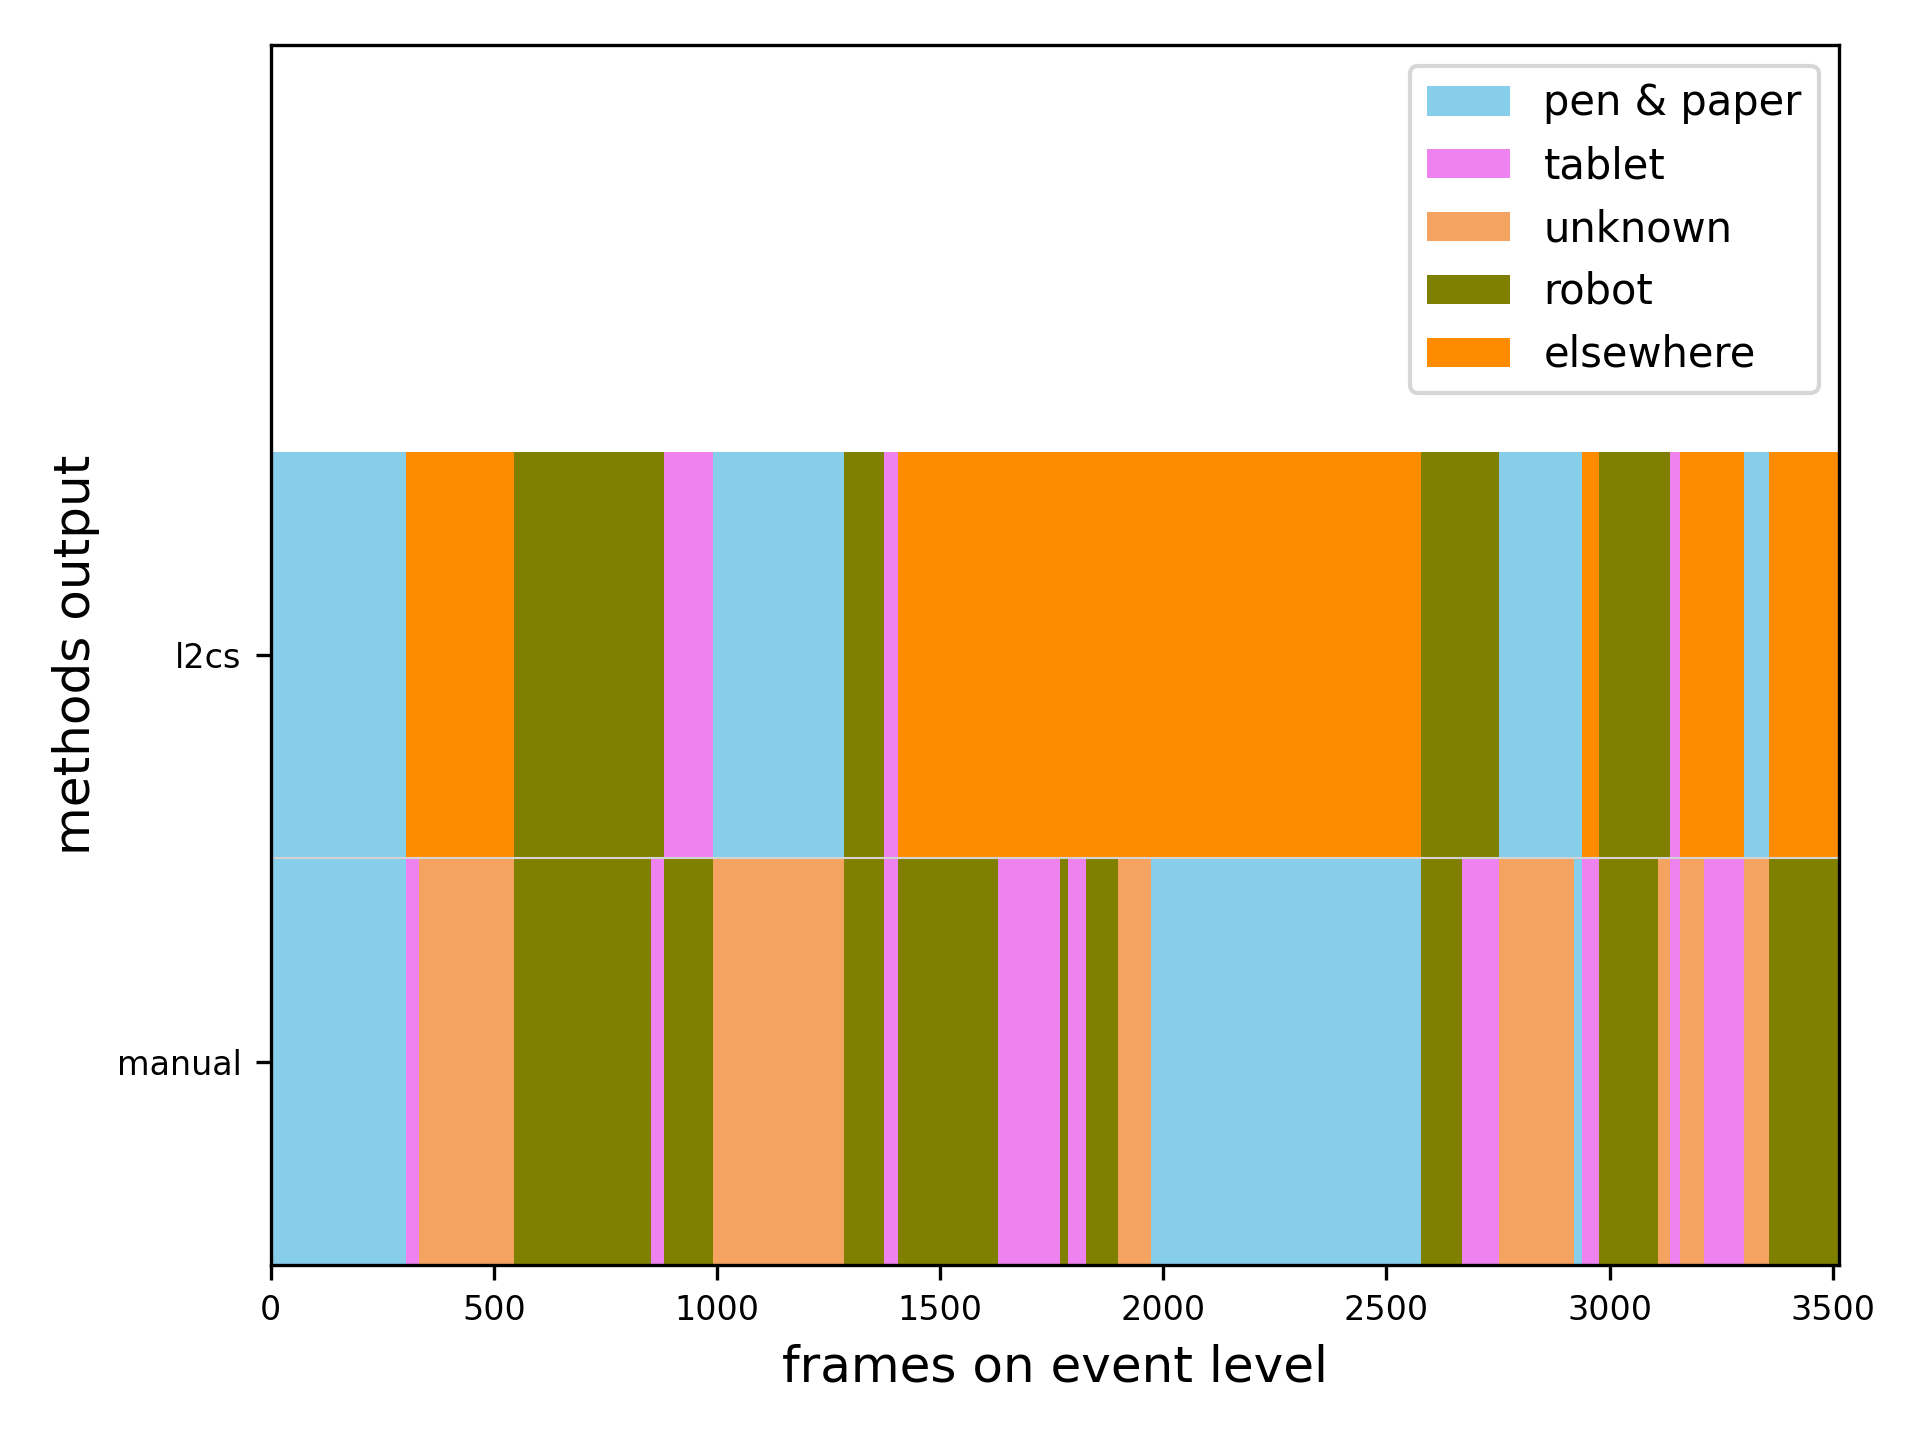 pen & paper
tablet
unknown
robot
elsewhere
methods output
l2cs
manual
0 500 1000 1500 2000 2500 3000 3500
frames on event level